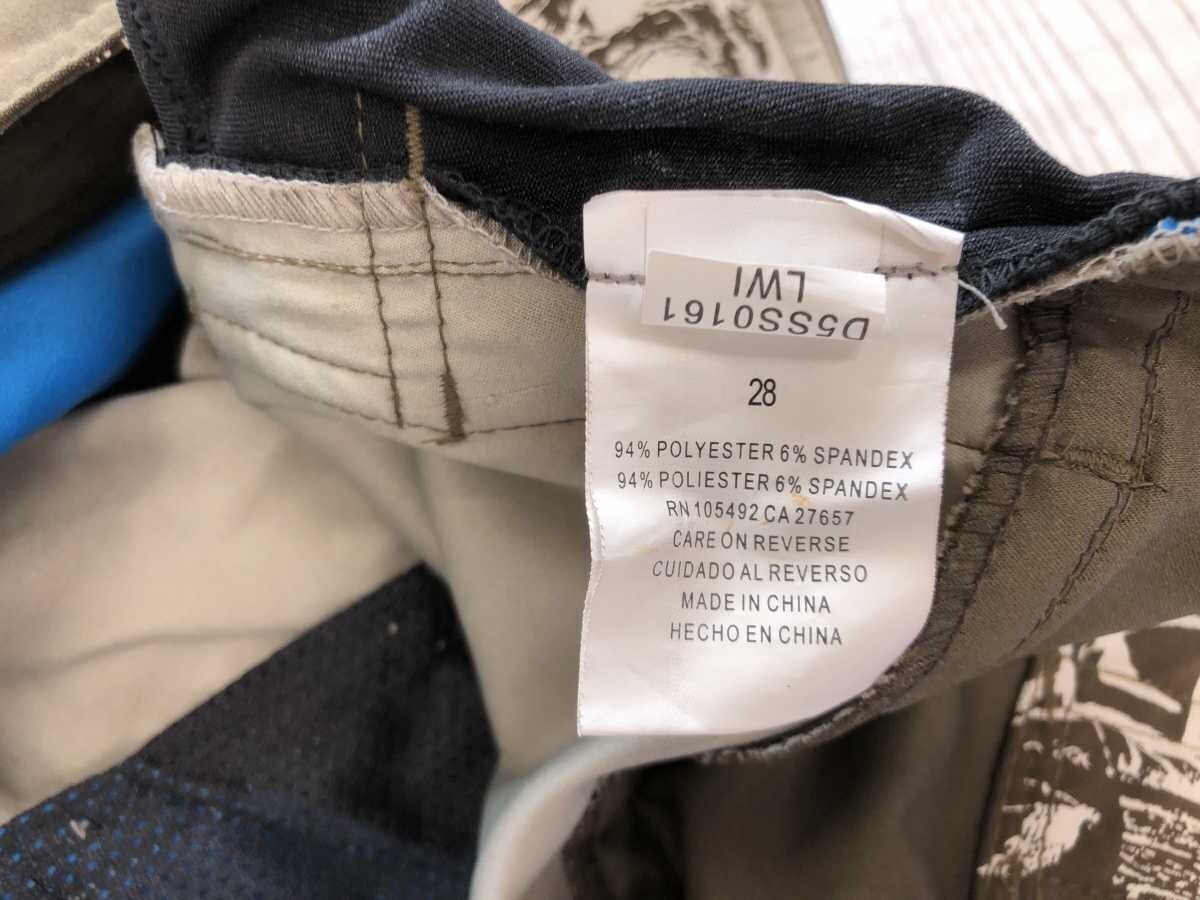 D5SS0161
LWI
28
94% POLYESTER 6% SPANDEX
94% POLIESTER 6% SPANDEX
RN 105492 CA 27657
CARE ON REVERSE
CUIDADO AL REVERSO
MADE IN CHINA
HECHO EN CHINA